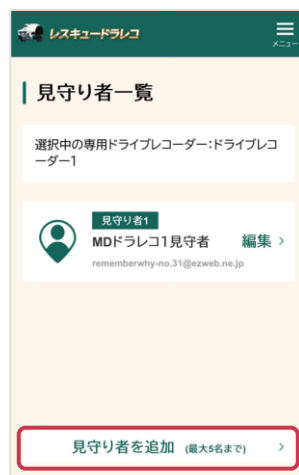 レスキュードラレコ
メニュー
見守り者一覧
選択中の専用ドライブレコーダー:ドライブレコ
ーダー1
見守り者1
MDドラレコ1見守者 編集
rememberwhy-no.31@ezweb.ne.jp
見守り者を追加 (最大5名まで)